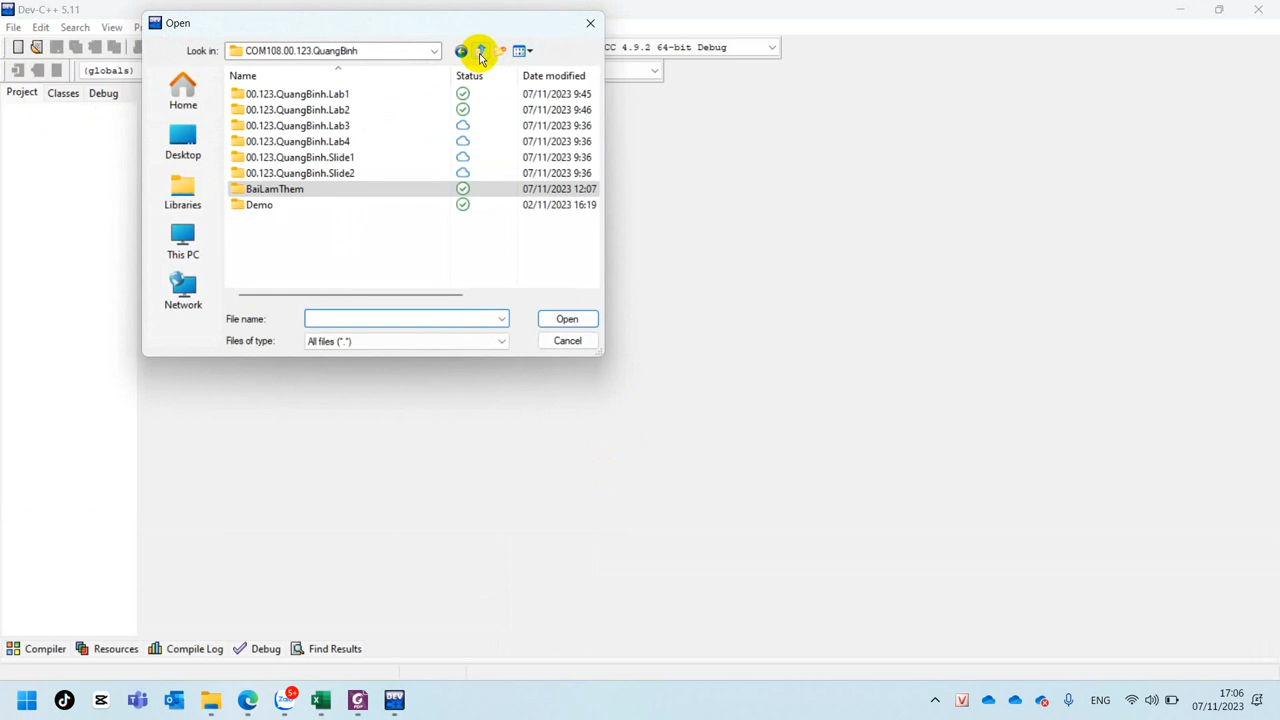 Dev-C++ 5.11
Open
File Edit Search View
Look in: COM108.00.123.QuangBinh
CC 4.9.2 64-bit Debug
(globals)
Project Classes Debug
Name Status Date modified
00.123.QuangBinh.Lab1 07/11/2023 9:45
00.123.QuangBinh.Lab2 07/11/2023 9:46
00.123.QuangBinh.Lab3 07/11/2023 9:36
00.123.QuangBinh.Lab4 07/11/2023 9:36
00.123.QuangBinh.Slide1 07/11/2023 9:36
00.123.QuangBinh.Slide2 07/11/2023 9:36
BaiLamThem 07/11/2023 12:07
Demo 02/11/2023 16:19
Home
Desktop
Libraries
This PC
Network
File name: Open
Files of type: All files (*.*) Cancel
Compiler Resources Compile Log Debug Find Results
DEV
Zalo 5+
V ENG 17:06
07/11/2023